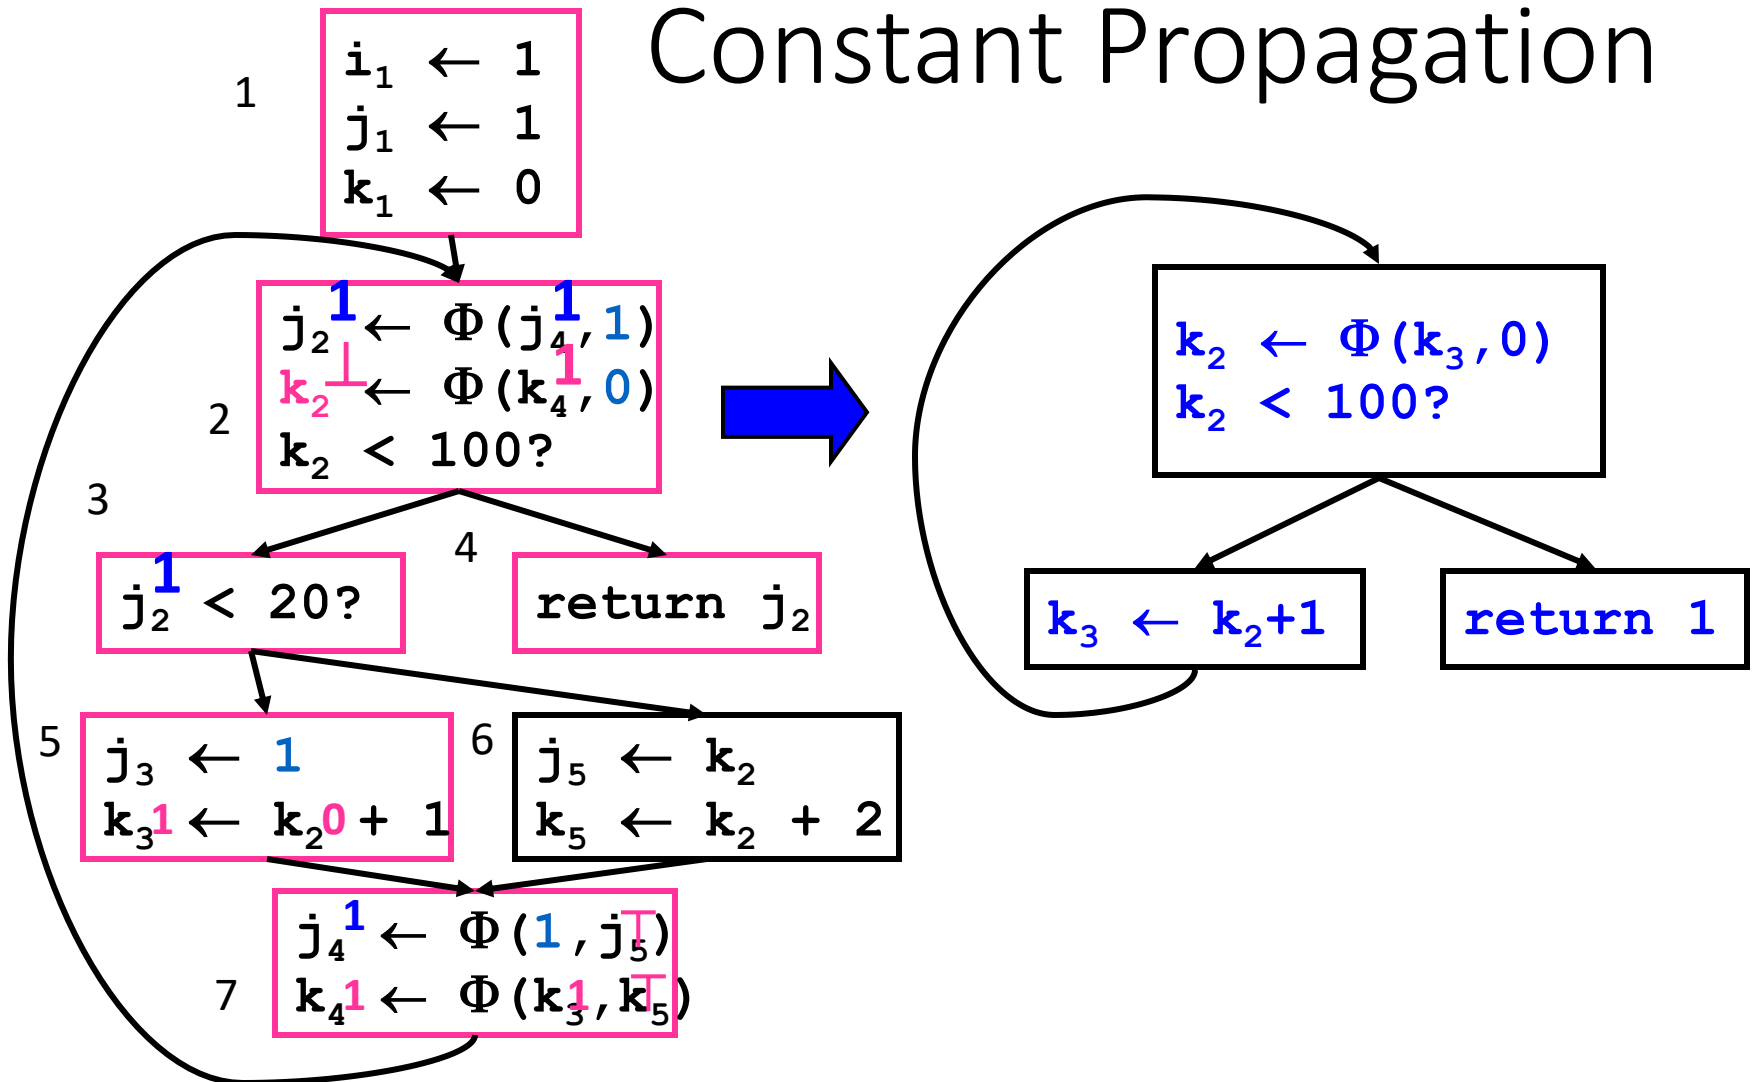 Constant Propagation
1
i₁ ← 1
j₁ ← 1
k₁ ← 0
2
j₂ 1 ← Φ(j₄ 1,1)
k₂ ⊥ ← Φ(k₄ 1,0)
k₂ < 100?
3
j₂ 1 < 20?
4
return j₂
5
j₃ ← 1
k₃ 1 ← k₂ 0 + 1
6
j₅ ← k₂
k₅ ← k₂ + 2
7
j₄ 1 ← Φ(1,j₅ ⊤)
k₄ 1 ← Φ(k₃ 1,k₅ ⊤)
k₂ ← Φ(k₃,0)
k₂ < 100?
k₃ ← k₂+1
return 1